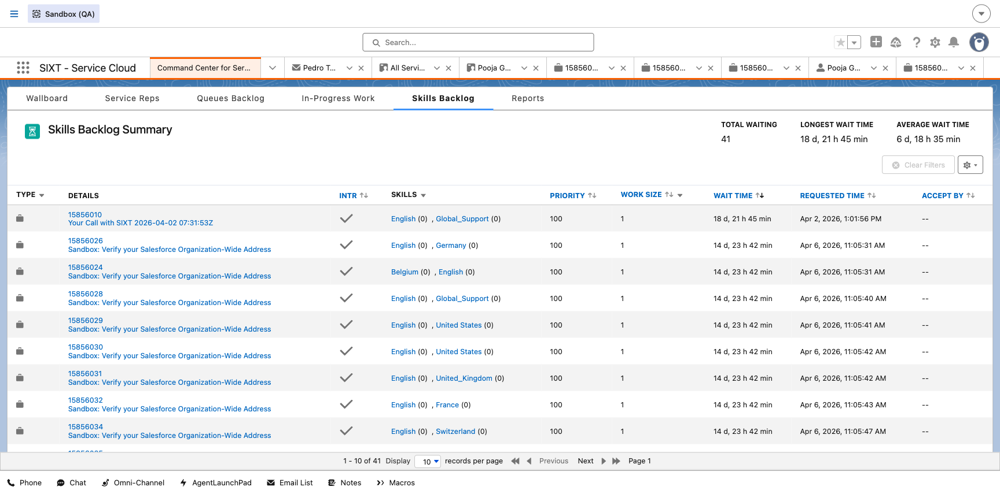 Sandbox (QA)
Search...
SIXT - Service Cloud
Command Center for Ser...
Pedro T...
All Servi...
Pooja G...
158560...
158560...
158560...
Pooja G...
158560...
Wallboard Service Reps Queues Backlog In-Progress Work Skills Backlog Reports
Skills Backlog Summary
TOTAL WAITING LONGEST WAIT TIME AVERAGE WAIT TIME
41 18 d, 21 h 45 min 6 d, 18 h 35 min
Clear Filters
TYPE DETAILS INTR SKILLS PRIORITY WORK SIZE WAIT TIME REQUESTED TIME ACCEPT BY
15856010
Your Call with SIXT 2026-04-02 07:31:53Z English (0) , Global_Support (0) 100 1 18 d, 21 h 45 min Apr 2, 2026, 1:01:56 PM --
15856026
Sandbox: Verify your Salesforce Organization-Wide Address English (0) , Germany (0) 100 1 14 d, 23 h 42 min Apr 6, 2026, 11:05:31 AM --
15856024
Sandbox: Verify your Salesforce Organization-Wide Address Belgium (0) , English (0) 100 1 14 d, 23 h 42 min Apr 6, 2026, 11:05:31 AM --
15856028
Sandbox: Verify your Salesforce Organization-Wide Address English (0) , Global_Support (0) 100 1 14 d, 23 h 42 min Apr 6, 2026, 11:05:40 AM --
15856029
Sandbox: Verify your Salesforce Organization-Wide Address English (0) , United States (0) 100 1 14 d, 23 h 42 min Apr 6, 2026, 11:05:41 AM --
15856030
Sandbox: Verify your Salesforce Organization-Wide Address English (0) , United States (0) 100 1 14 d, 23 h 42 min Apr 6, 2026, 11:05:42 AM --
15856031
Sandbox: Verify your Salesforce Organization-Wide Address English (0) , United_Kingdom (0) 100 1 14 d, 23 h 42 min Apr 6, 2026, 11:05:42 AM --
15856032
Sandbox: Verify your Salesforce Organization-Wide Address English (0) , France (0) 100 1 14 d, 23 h 42 min Apr 6, 2026, 11:05:43 AM --
15856034
Sandbox: Verify your Salesforce Organization-Wide Address English (0) , Switzerland (0) 100 1 14 d, 23 h 42 min Apr 6, 2026, 11:05:47 AM --
1 - 10 of 41 Display 10 records per page Previous Next Page 1
Phone Chat Omni-Channel AgentLaunchPad Email List Notes Macros